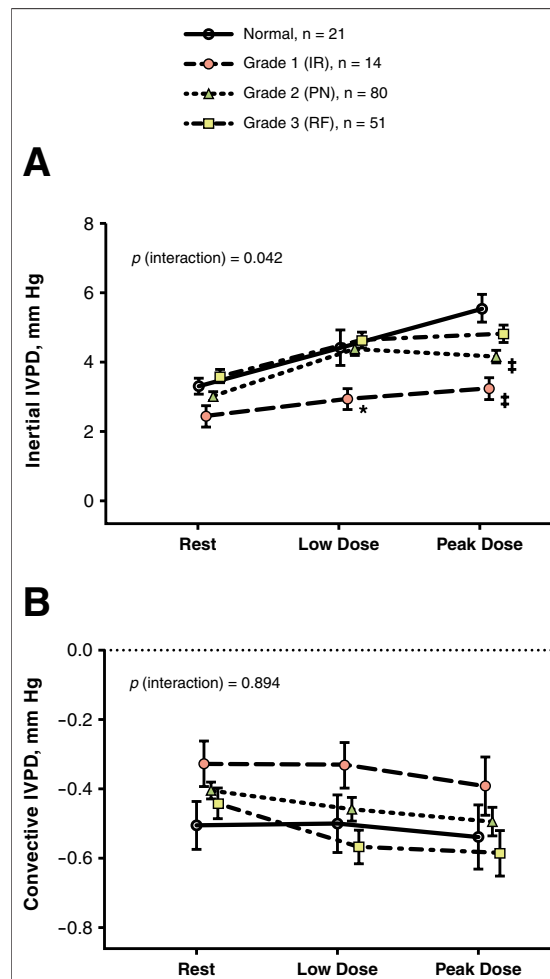 Normal, n = 21
Grade 1 (IR), n = 14
Grade 2 (PN), n = 80
Grade 3 (RF), n = 51
A
Inertial IVPD, mm Hg
8
6
4
2
0
p (interaction) = 0.042
*
‡
‡
Rest Low Dose Peak Dose
B
Convective IVPD, mm Hg
0.0
−0.2
−0.4
−0.6
−0.8
p (interaction) = 0.894
Rest Low Dose Peak Dose